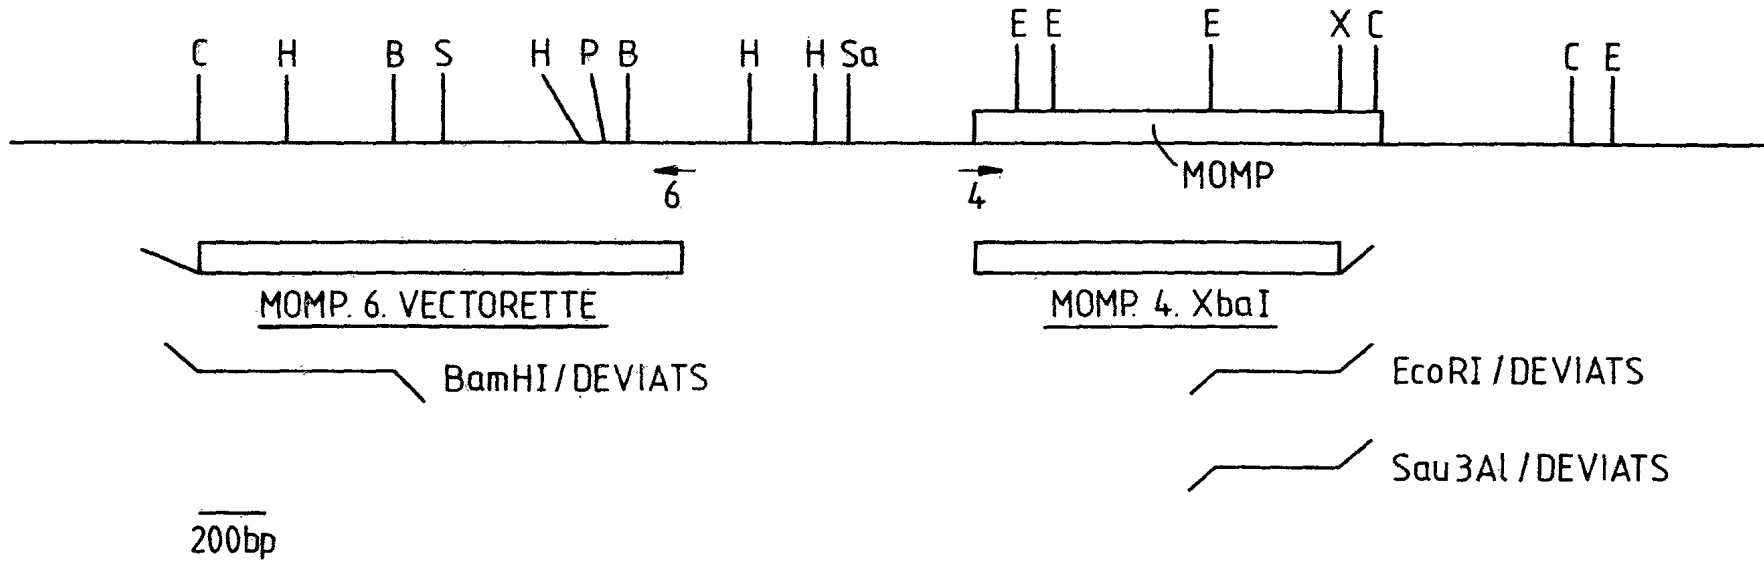 C H B S H P B H H Sa E E E X C C E
6 4 MOMP
MOMP. 6. VECTORETTE MOMP. 4. XbaI
BamHI/DEVIATS EcoRI/DEVIATS
Sau3AI/DEVIATS
200bp